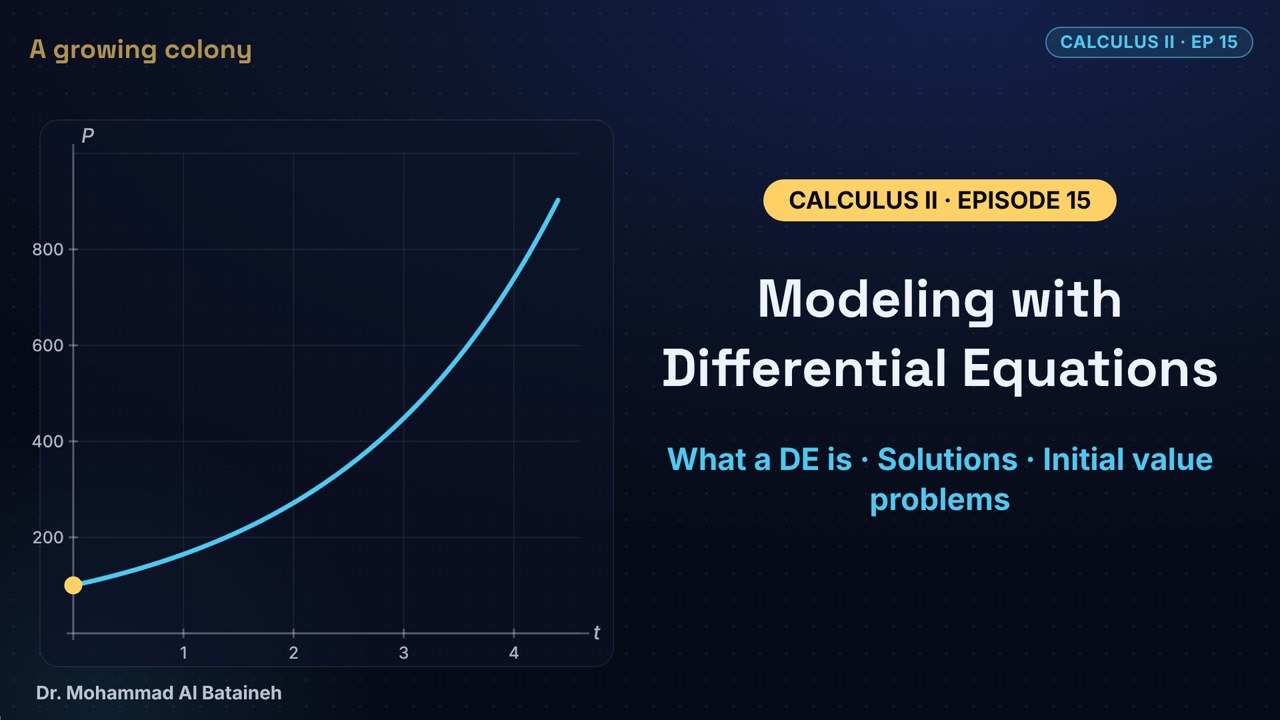 A growing colony
CALCULUS II · EP 15
P
800
600
400
200
1 2 3 4
t
CALCULUS II · EPISODE 15
Modeling with
Differential Equations
What a DE is · Solutions · Initial value
problems
Dr. Mohammad Al Bataineh